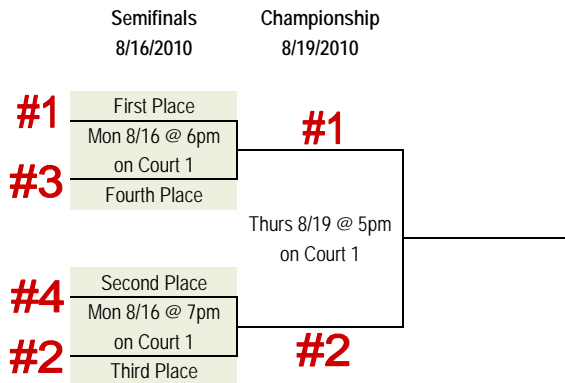 Semifinals
8/16/2010
Championship
8/19/2010
#1
First Place
Mon 8/16 @ 6pm
on Court 1
#3
Fourth Place
#1
Thurs 8/19 @ 5pm
on Court 1
#4
Second Place
Mon 8/16 @ 7pm
on Court 1
#2
Third Place
#2